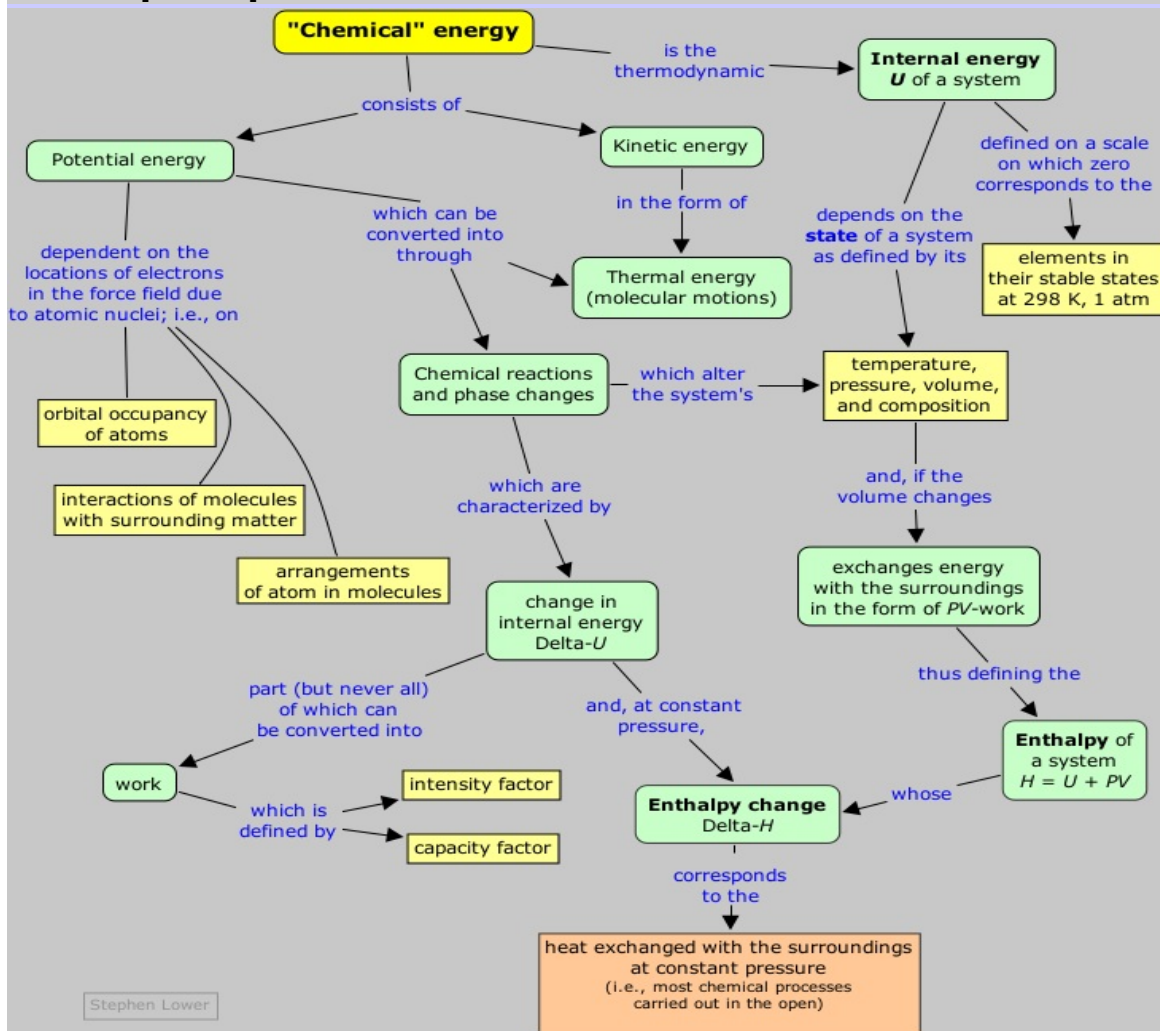 "Chemical" energy
is the
thermodynamic
Internal energy
U of a system
consists of
Potential energy
Kinetic energy
defined on a scale
on which zero
corresponds to the
in the form of
which can be
converted into
through
depends on the
state of a system
as defined by its
dependent on the
locations of electrons
in the force field due
to atomic nuclei; i.e., on
Thermal energy
(molecular motions)
elements in
their stable states
at 298 K, 1 atm
Chemical reactions
and phase changes
which alter
the system's
temperature,
pressure, volume,
and composition
orbital occupancy
of atoms
interactions of molecules
with surrounding matter
arrangements
of atom in molecules
which are
characterized by
and, if the
volume changes
change in
internal energy
Delta-U
exchanges energy
with the surroundings
in the form of PV-work
part (but never all)
of which can
be converted into
and, at constant
pressure,
thus defining the
work
which is
defined by
intensity factor
capacity factor
Enthalpy of
a system
H = U + PV
whose
Enthalpy change
Delta-H
corresponds
to the
heat exchanged with the surroundings
at constant pressure
(i.e., most chemical processes
carried out in the open)
Stephen Lower